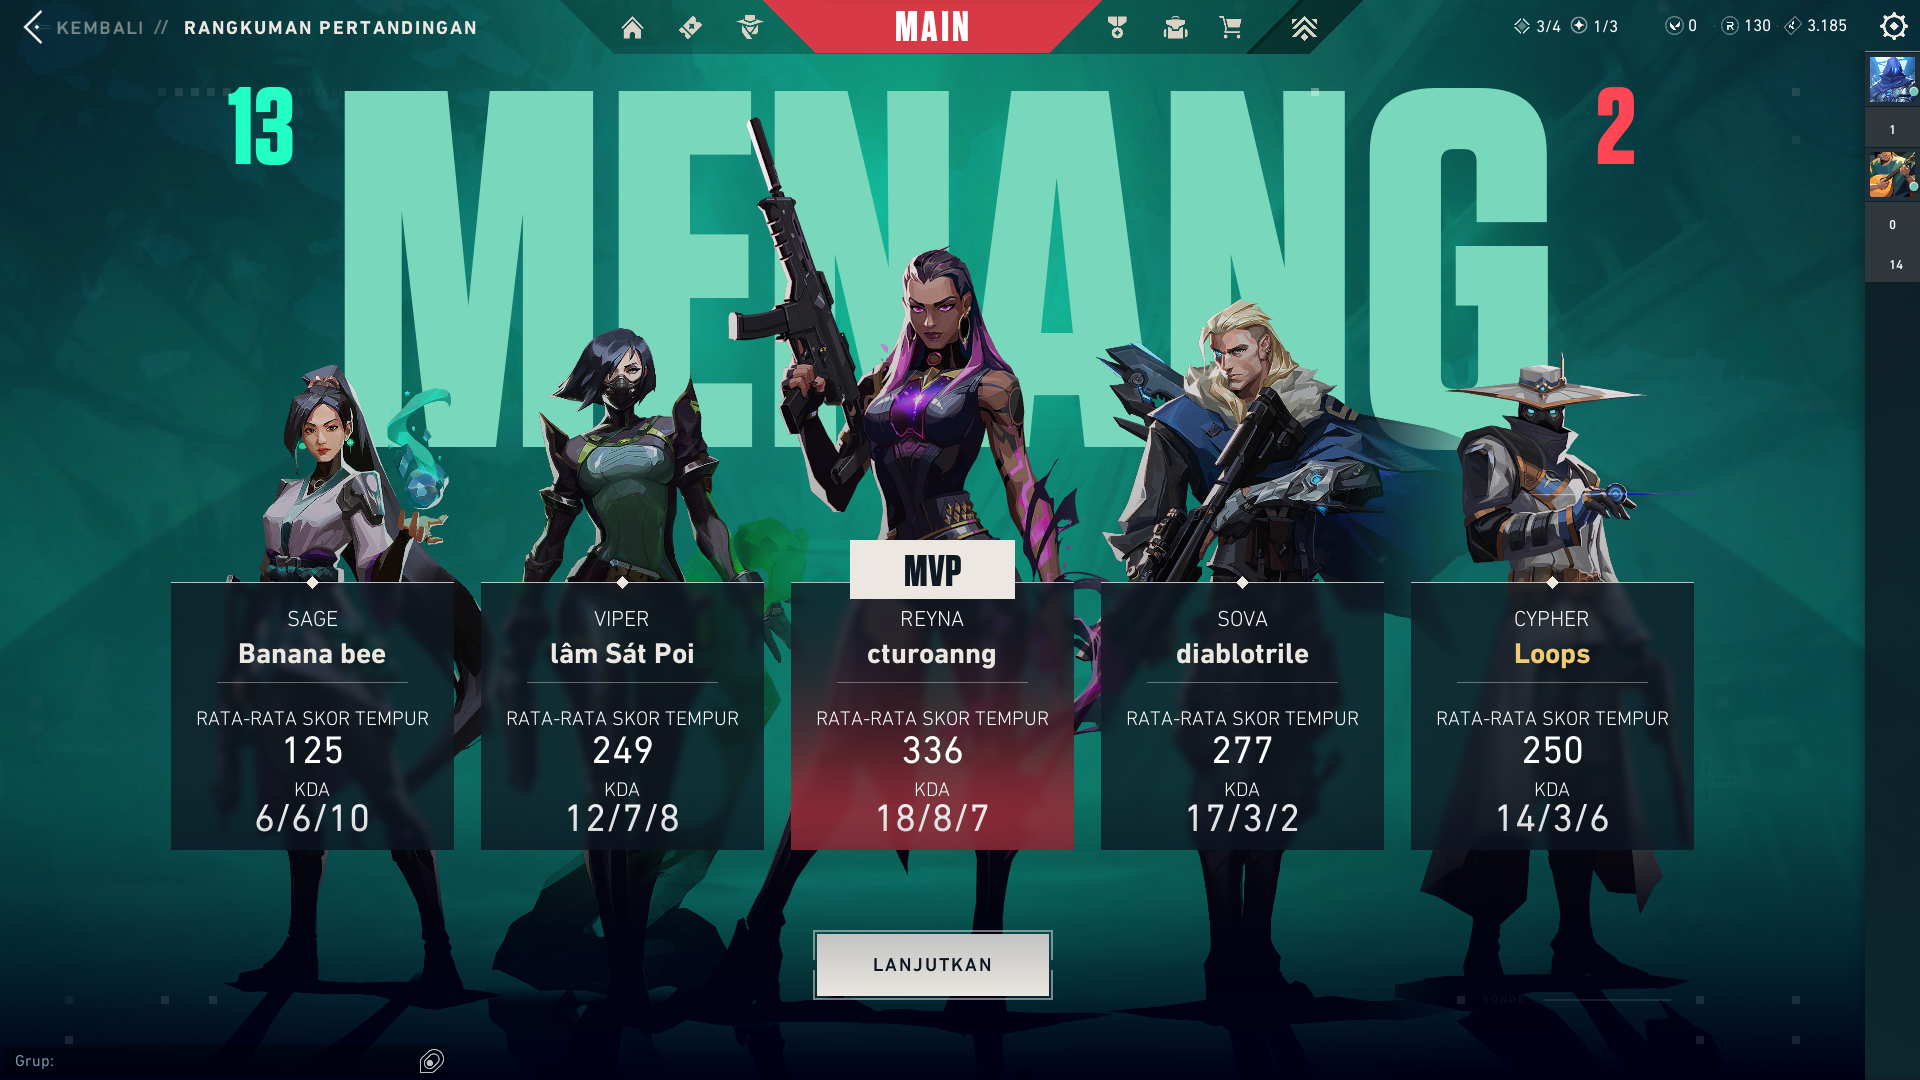 KEMBALI // RANGKUMAN PERTANDINGAN
MAIN
3/4 1/3 0 R 130 3.185
1
0
14
13 MENANG 2
MVP
SAGE
Banana bee
RATA-RATA SKOR TEMPUR
125
KDA
6/6/10
VIPER
lâm Sát Poi
RATA-RATA SKOR TEMPUR
249
KDA
12/7/8
REYNA
cturoanng
RATA-RATA SKOR TEMPUR
336
KDA
18/8/7
SOVA
diablotrile
RATA-RATA SKOR TEMPUR
277
KDA
17/3/2
CYPHER
Loops
RATA-RATA SKOR TEMPUR
250
KDA
14/3/6
LANJUTKAN
RONDE
Grup: